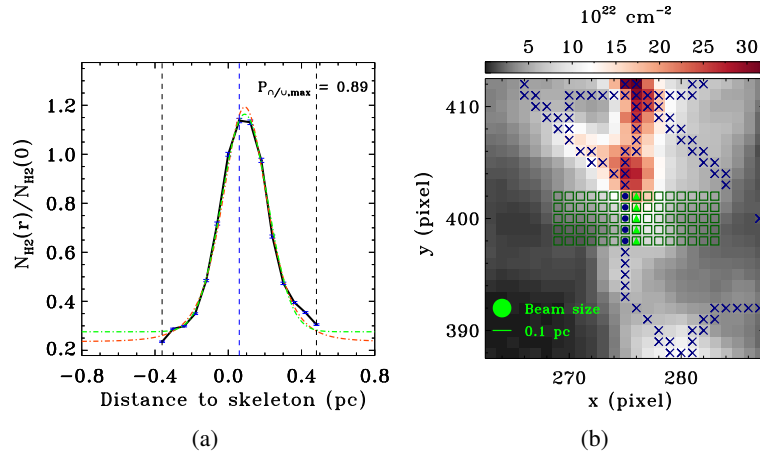 P∩/∪,max = 0.89
N_H2(r)/N_H2(0)
1.2
1.0
0.8
0.6
0.4
0.2
−0.8 −0.4 0.0 0.4 0.8
Distance to skeleton (pc)
(a)
10^22 cm^−2
5 10 15 20 25 30
y (pixel)
410
400
390
Beam size
0.1 pc
270 280
x (pixel)
(b)